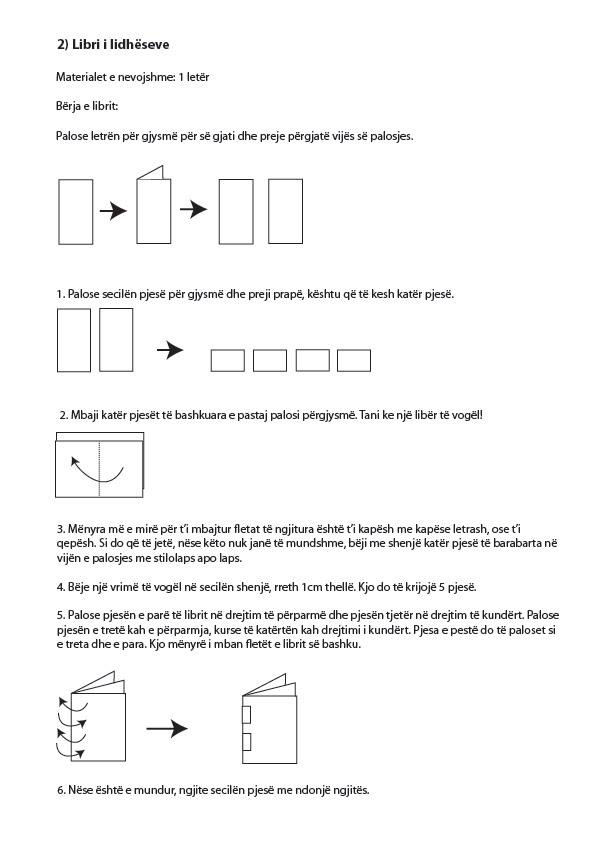 2) Libri i lidhëseve
Materialet e nevojshme: 1 letër
Bërja e librit:
Palose letrën për gjysmë për së gjati dhe preje përgjatë vijës së palosjes.
1. Palose secilën pjesë për gjysmë dhe preji prapë, kështu që të kesh katër pjesë.
2. Mbaji katër pjesët të bashkuara e pastaj palosi përgjysmë. Tani ke një libër të vogël!
3. Mënyra më e mirë për t’i mbajtur fletat të ngjitura është t’i kapësh me kapëse letrash, ose t’i
qepësh. Si do që të jetë, nëse këto nuk janë të mundshme, bëji me shenjë katër pjesë të barabarta në
vijën e palosjes me stilolaps apo laps.
4. Bëje një vrimë të vogël në secilën shenjë, rreth 1cm thellë. Kjo do të krijojë 5 pjesë.
5. Palose pjesën e parë të librit në drejtim të përparmë dhe pjesën tjetër në drejtim të kundërt. Palose
pjesën e tretë kah e përparmja, kurse të katërtën kah drejtimi i kundërt. Pjesa e pestë do të paloset si
e treta dhe e para. Kjo mënyrë i mban fletët e librit së bashku.
6. Nëse është e mundur, ngjite secilën pjesë me ndonjë ngjitës.